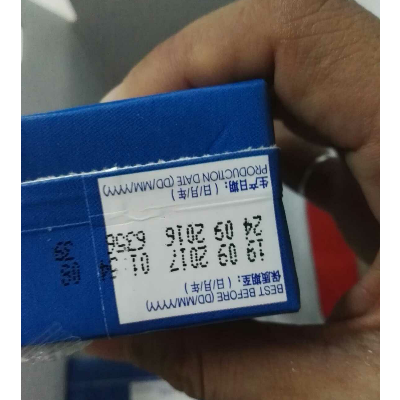 BEST BEFORE (DD/MM/YYYY)
保质期至:(日/月/年)
19 09 2017 01:34
24 09 2016 6356
生产日期:(日/月/年)
PRODUCTION DATE (DD/MM/YYYY)